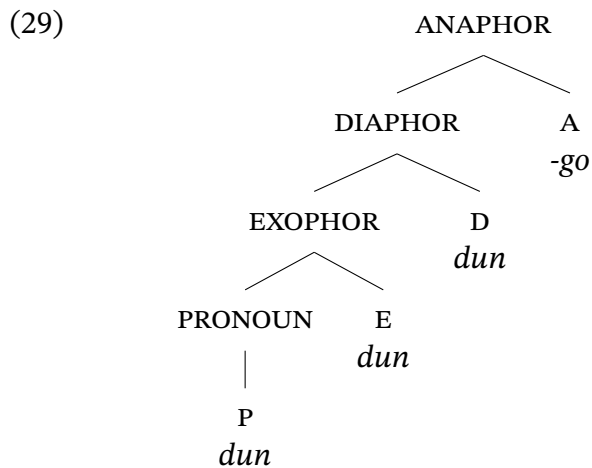 (29) ANAPHOR
DIAPHOR A
-go
EXOPHOR D
dun
PRONOUN E
dun
P
dun